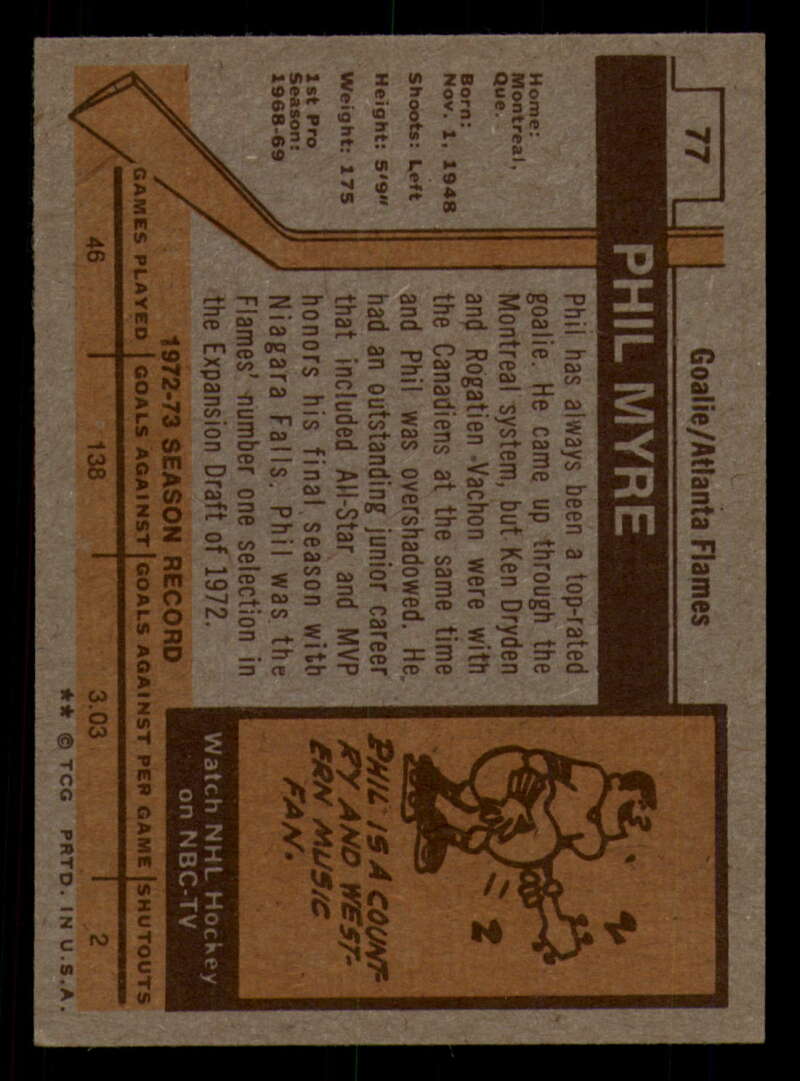 77
Goalie/Atlanta Flames
PHIL MYRE
Home:
Montreal,
Que.
Born:
Nov. 1, 1948
Shoots: Left
Height: 5'9"
Weight: 175
1st Pro
Season:
1968-69
Phil has always been a top-rated
goalie. He came up through the
Montreal system, but Ken Dryden
and Rogatien Vachon were with
the Canadiens at the same time
and Phil was overshadowed. He
had an outstanding junior career
that included All-Star and MVP
honors his final season with
Niagara Falls. Phil was the
Flames' number one selection in
the Expansion Draft of 1972.
PHIL IS A COUNT-
RY AND WEST-
ERN MUSIC
FAN.
Watch NHL Hockey
on NBC-TV
1972-73 SEASON RECORD
GAMES PLAYED GOALS AGAINST GOALS AGAINST PER GAME SHUTOUTS
46 138 3.03 2
** © TCG PRTD. IN U.S.A.